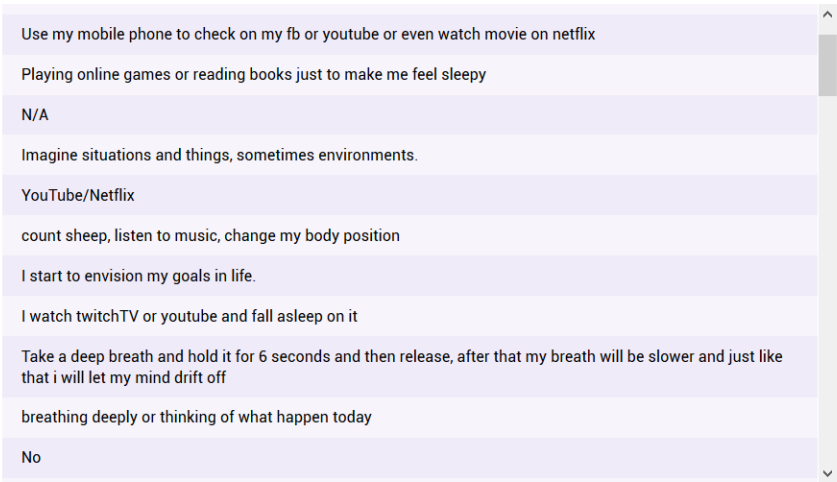 Use my mobile phone to check on my fb or youtube or even watch movie on netflix
Playing online games or reading books just to make me feel sleepy
N/A
Imagine situations and things, sometimes environments.
YouTube/Netflix
count sheep, listen to music, change my body position
I start to envision my goals in life.
I watch twitchTV or youtube and fall asleep on it
Take a deep breath and hold it for 6 seconds and then release, after that my breath will be slower and just like
that i will let my mind drift off
breathing deeply or thinking of what happen today
No